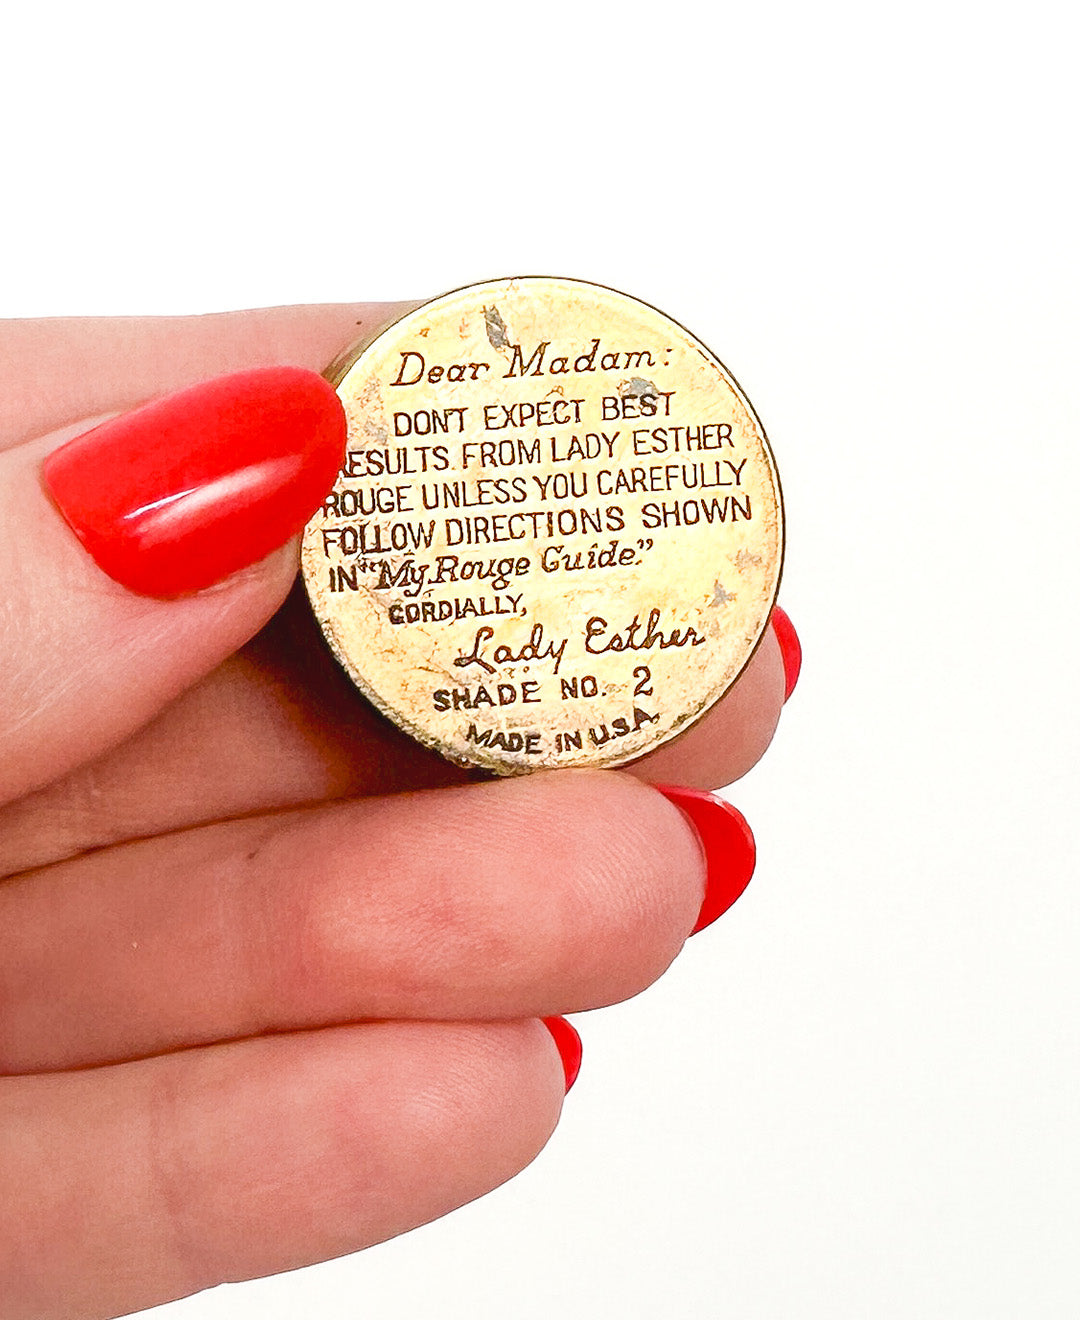 Dear Madam:
DON'T EXPECT BEST
RESULTS FROM LADY ESTHER
ROUGE UNLESS YOU CAREFULLY
FOLLOW DIRECTIONS SHOWN
IN "My Rouge Guide."
CORDIALLY,
Lady Esther
SHADE NO. 2
MADE IN U.S.A.